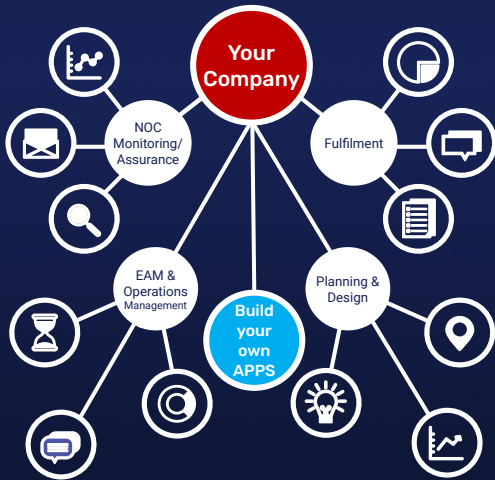 Your
Company
NOC
Monitoring/
Assurance
Fulfilment
EAM &
Operations
Management
Planning &
Design
Build
your
own
APPS